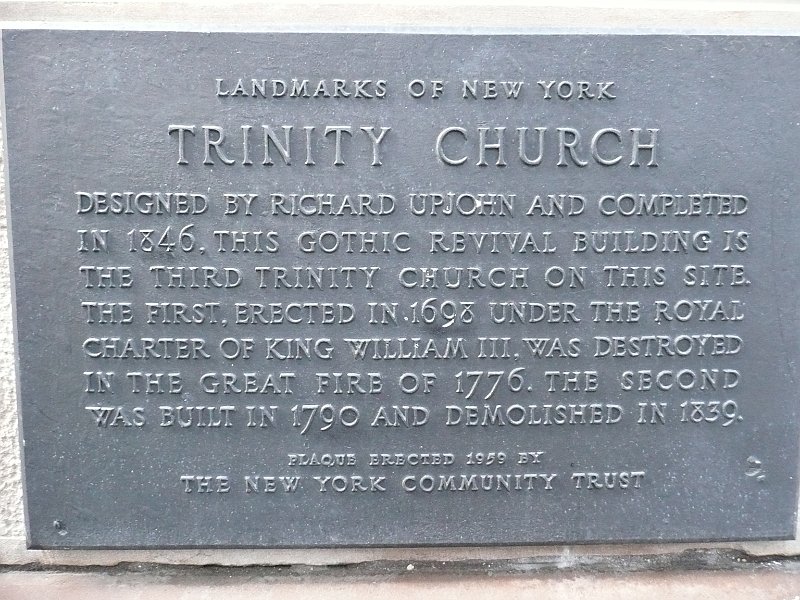 LANDMARKS OF NEW YORK
TRINITY CHURCH
DESIGNED BY RICHARD UPJOHN AND COMPLETED
IN 1846, THIS GOTHIC REVIVAL BUILDING IS
THE THIRD TRINITY CHURCH ON THIS SITE.
THE FIRST, ERECTED IN 1698 UNDER THE ROYAL
CHARTER OF KING WILLIAM III, WAS DESTROYED
IN THE GREAT FIRE OF 1776. THE SECOND
WAS BUILT IN 1790 AND DEMOLISHED IN 1839.
PLAQUE ERECTED 1959 BY
THE NEW YORK COMMUNITY TRUST